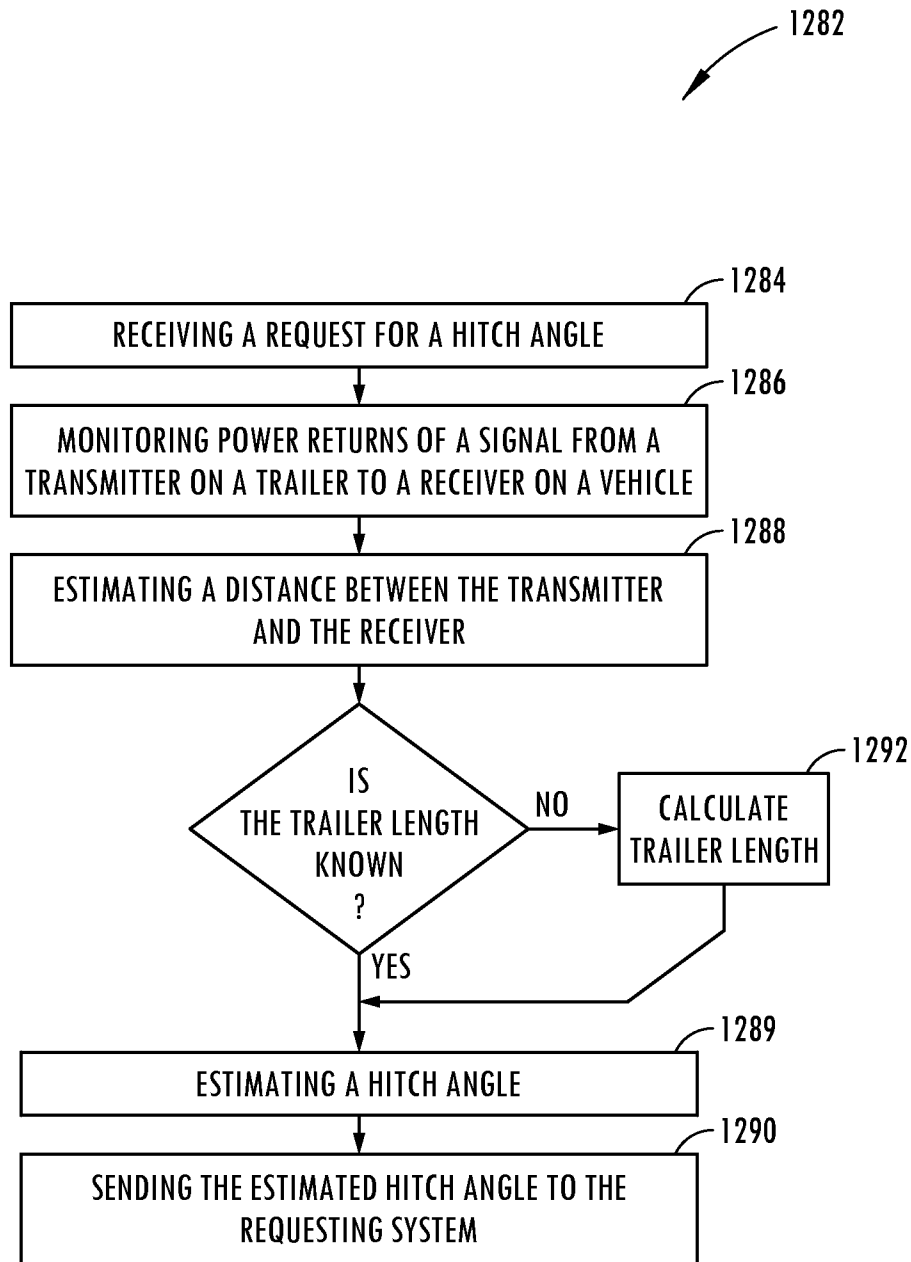 1282
1284
RECEIVING A REQUEST FOR A HITCH ANGLE
1286
MONITORING POWER RETURNS OF A SIGNAL FROM A
TRANSMITTER ON A TRAILER TO A RECEIVER ON A VEHICLE
1288
ESTIMATING A DISTANCE BETWEEN THE TRANSMITTER
AND THE RECEIVER
IS
THE TRAILER LENGTH
KNOWN
?
NO
1292
CALCULATE
TRAILER LENGTH
YES
1289
ESTIMATING A HITCH ANGLE
1290
SENDING THE ESTIMATED HITCH ANGLE TO THE
REQUESTING SYSTEM